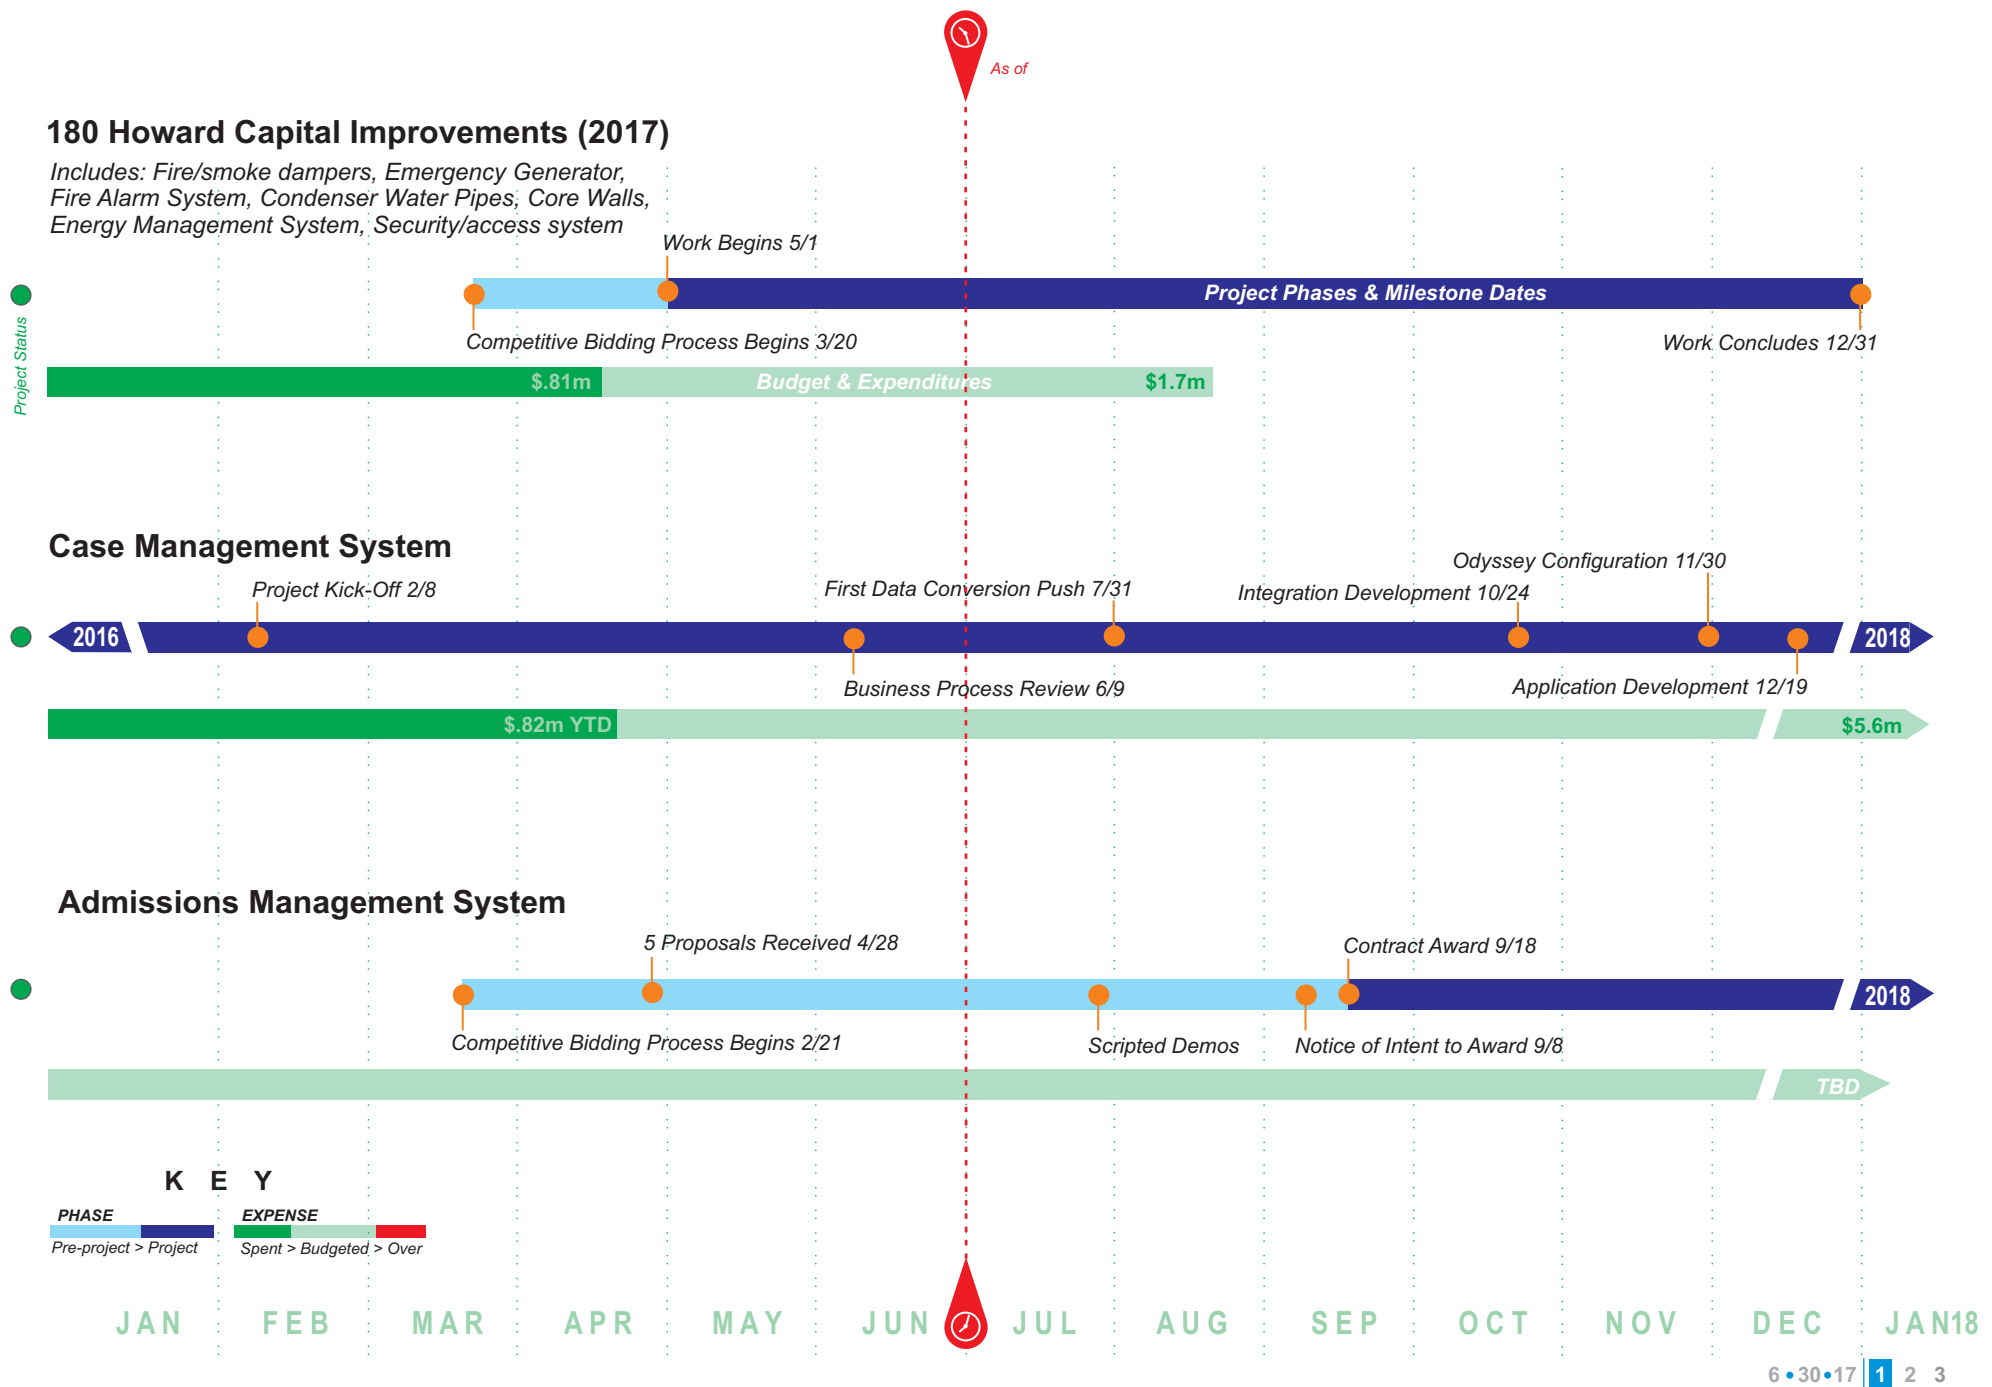 As of
180 Howard Capital Improvements (2017)
Includes: Fire/smoke dampers, Emergency Generator,
Fire Alarm System, Condenser Water Pipes, Core Walls,
Energy Management System, Security/access system
Work Begins 5/1
Project Phases & Milestone Dates
Competitive Bidding Process Begins 3/20
Work Concludes 12/31
Project Status
$.81m
Budget & Expenditures
$1.7m
Case Management System
Odyssey Configuration 11/30
Project Kick-Off 2/8
First Data Conversion Push 7/31
Integration Development 10/24
2016
2018
Business Process Review 6/9
Application Development 12/19
$.82m YTD
$5.6m
Admissions Management System
5 Proposals Received 4/28
Contract Award 9/18
2018
Competitive Bidding Process Begins 2/21
Scripted Demos
Notice of Intent to Award 9/8
TBD
KEY
PHASE
EXPENSE
Pre-project > Project
Spent > Budgeted > Over
JAN FEB MAR APR MAY JUN JUL AUG SEP OCT NOV DEC JAN18
6•30•17 1 2 3